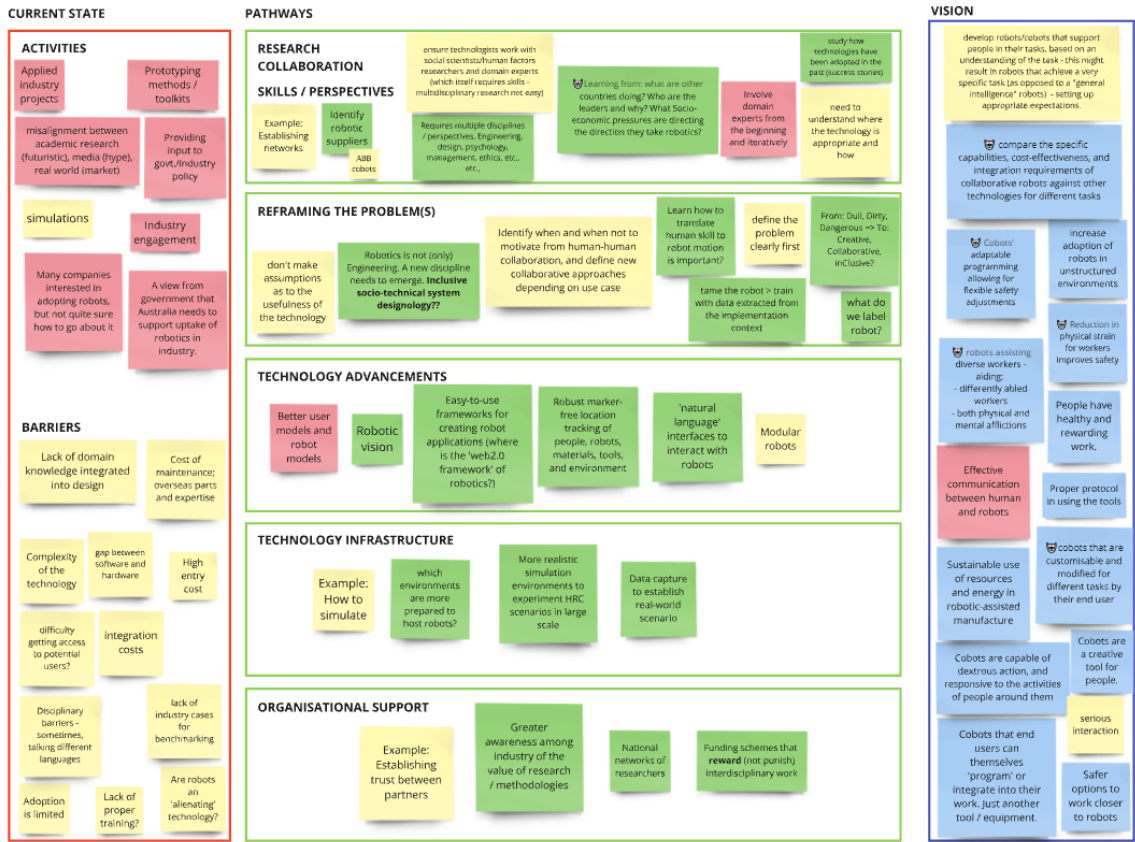 CURRENT STATE
ACTIVITIES
Applied
industry
projects
Prototyping
methods /
toolkits
misalignment between
academic research
(futuristic), media (hype),
real world (market)
Providing
input to
govt./industry
policy
simulations
Industry
engagement
Many companies
interested in
adopting robots,
but not quite sure
how to go about it
A view from
government that
Australia needs to
support uptake of
robotics in
industry.
BARRIERS
Lack of domain
knowledge integrated
into design
Cost of
maintenance;
overseas parts
and expertise
Complexity
of the
technology
gap between
software and
hardware
High
entry
cost
difficulty
getting access
to potential
users?
integration
costs
Disciplinary
barriers -
sometimes,
talking different
languages
lack of
industry cases
for
benchmarking
Adoption
is limited
Lack of
proper
training?
Are robots
an
'alienating'
technology?
PATHWAYS
RESEARCH
COLLABORATION
SKILLS / PERSPECTIVES
Example:
Establishing
networks
Identify
robotic
suppliers
ABB
cobots
ensure technologists work with
social scientists/human factors
researchers and domain experts
(which itself requires skills -
multidisciplinary research not easy)
Requires multiple disciplines
/ perspectives. Engineering,
design, psychology,
management, ethics, etc.,
etc.,
Learning from: what are other
countries doing? Who are the
leaders and why? What Socio-
economic pressures are directing
the direction they take robotics?
Involve
domain
experts from
the beginning
and iteratively
study how
technologies have
been adopted in the
past (success stories)
need to
understand where
the technology is
appropriate and
how
REFRAMING THE PROBLEM(S)
don't make
assumptions
as to the
usefulness of
the technology
Robotics is not (only)
Engineering. A new discipline
needs to emerge. Inclusive
socio-technical system
designology??
Identify when and when not to
motivate from human-human
collaboration, and define new
collaborative approaches
depending on use case
Learn how to
translate
human skill to
robot motion
is important?
define the
problem
clearly first
From: Dull, Dirty,
Dangerous => To:
Creative,
Collaborative,
inClusive?
tame the robot > train
with data extracted from
the implementation
context
what do
we label
robot?
TECHNOLOGY ADVANCEMENTS
Better user
models and
robot
models
Robotic
vision
Easy-to-use
frameworks for
creating robot
applications (where
is the 'web2.0
framework' of
robotics?)
Robust marker-
free location
tracking of
people, robots,
materials, tools,
and environment
'natural
language'
interfaces to
interact with
robots
Modular
robots
TECHNOLOGY INFRASTRUCTURE
Example:
How to
simulate
which
environments
are more
prepared to
host robots?
More realistic
simulation
environments to
experiment HRC
scenarios in large
scale
Data capture
to establish
real-world
scenario
ORGANISATIONAL SUPPORT
Example:
Establishing
trust between
partners
Greater
awareness among
industry of the
value of research
/ methodologies
National
networks of
researchers
Funding schemes that
reward (not punish)
interdisciplinary work
VISION
develop robots/cobots that support
people in their tasks, based on an
understanding of the task - this might
result in robots that achieve a very
specific task (as opposed to a "general
intelligence" robots) - setting up
appropriate expectations.
compare the specific
capabilities, cost-effectiveness, and
integration requirements of
collaborative robots against other
technologies for different tasks
Cobots'
adaptable
programming
allowing for
flexible safety
adjustments
increase
adoption of
robots in
unstructured
environments
Reduction in
physical strain
for workers
improves safety
robots assisting
diverse workers -
aiding:
- differently abled
workers
- both physical and
mental afflictions
People have
healthy and
rewarding
work.
Effective
communication
between human
and robots
Proper protocol
in using the tools
Sustainable use
of resources
and energy in
robotic-assisted
manufacture
cobots that are
customisable and
modified for
different tasks by
their end user
Cobots are capable of
dextrous action, and
responsive to the activities
of people around them
Cobots are
a creative
tool for
people.
serious
interaction
Cobots that end
users can
themselves
'program' or
integrate into their
work. Just another
tool / equipment.
Safer
options to
work closer
to robots